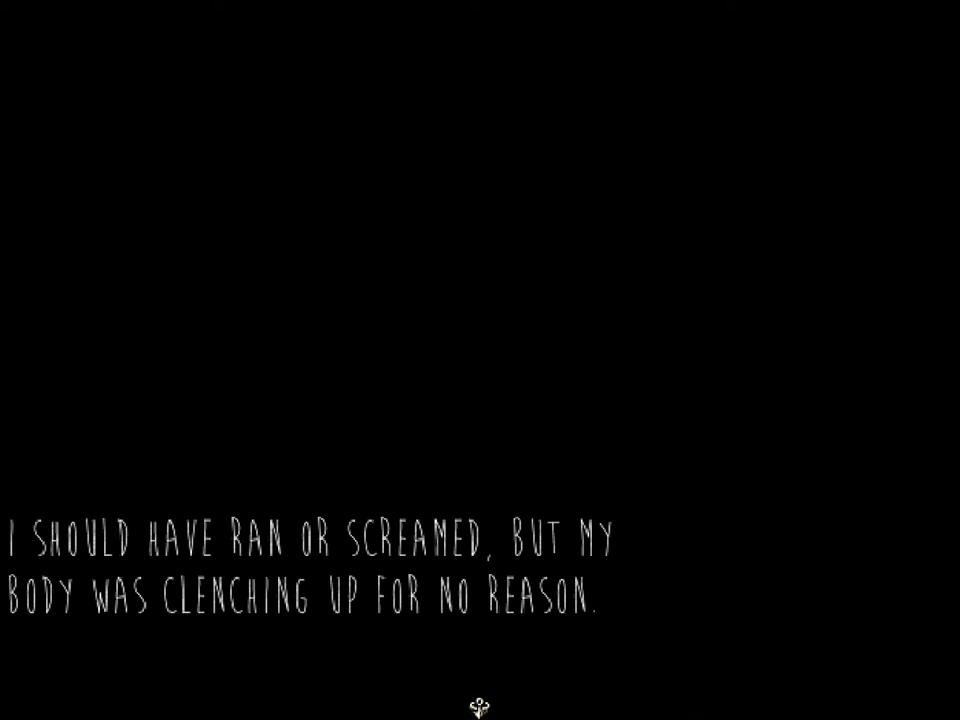 I SHOULD HAVE RAN OR SCREAMED, BUT MY
BODY WAS CLENCHING UP FOR NO REASON.